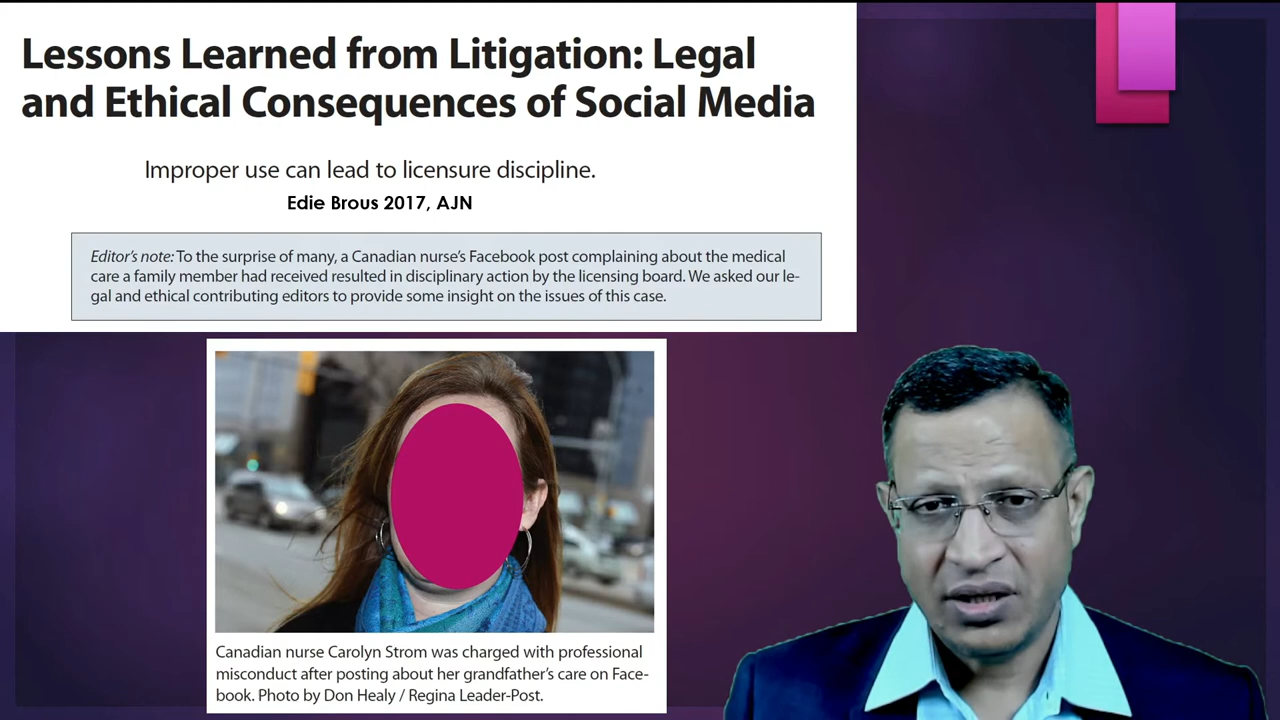 Lessons Learned from Litigation: Legal
and Ethical Consequences of Social Media
Improper use can lead to licensure discipline.
Edie Brous 2017, AJN
Editor's note: To the surprise of many, a Canadian nurse's Facebook post complaining about the medical
care a family member had received resulted in disciplinary action by the licensing board. We asked our le-
gal and ethical contributing editors to provide some insight on the issues of this case.
Canadian nurse Carolyn Strom was charged with professional
misconduct after posting about her grandfather's care on Face-
book. Photo by Don Healy / Regina Leader-Post.